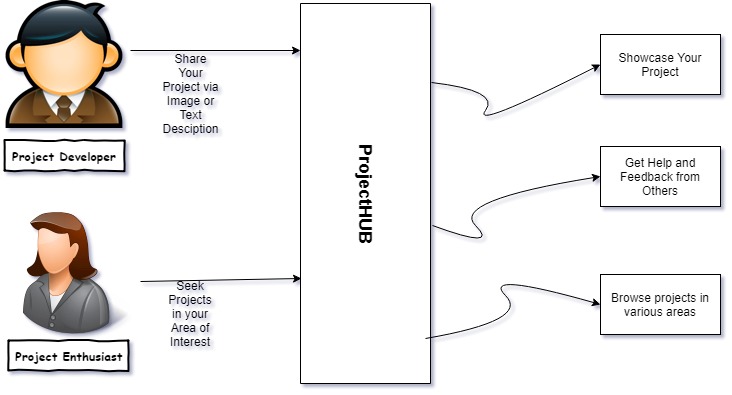 Share
Your
Project via
Image or
Text
Desciption
Project Developer
ProjectHUB
Showcase Your
Project
Get Help and
Feedback from
Others
Seek
Projects
in your
Area of
Interest
Project Enthusiast
Browse projects in
various areas